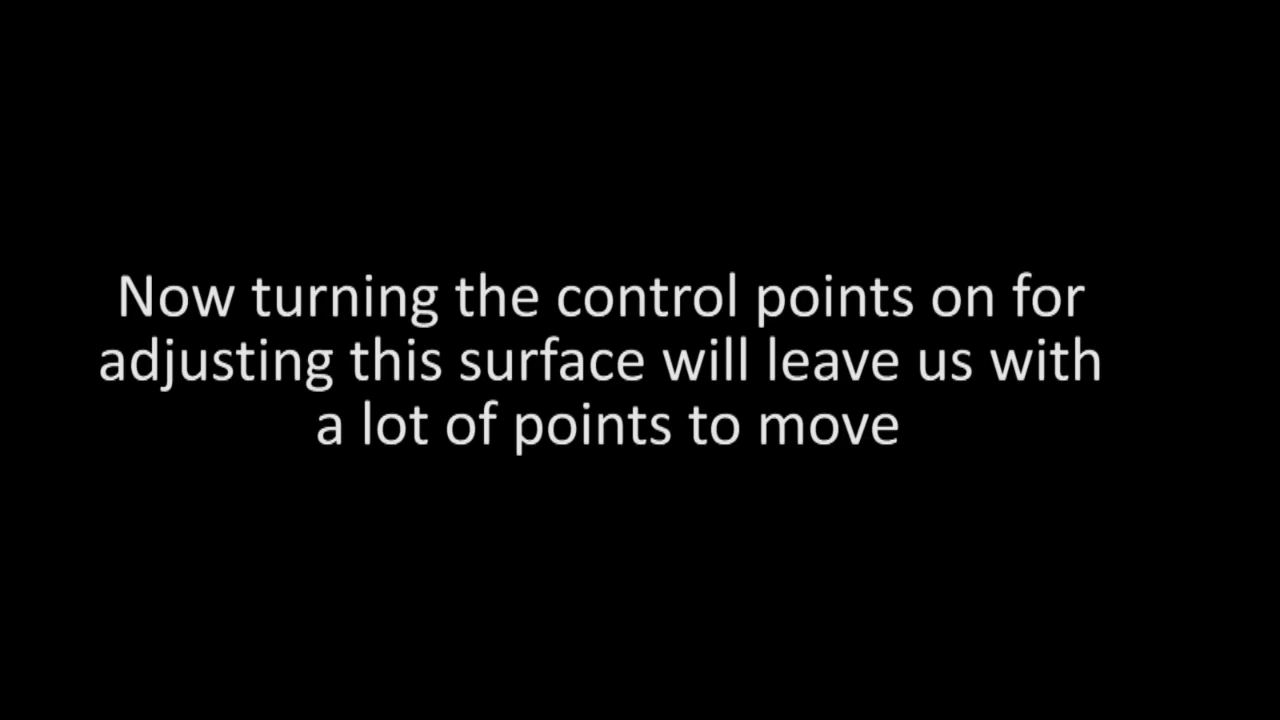 Now turning the control points on for
adjusting this surface will leave us with
a lot of points to move